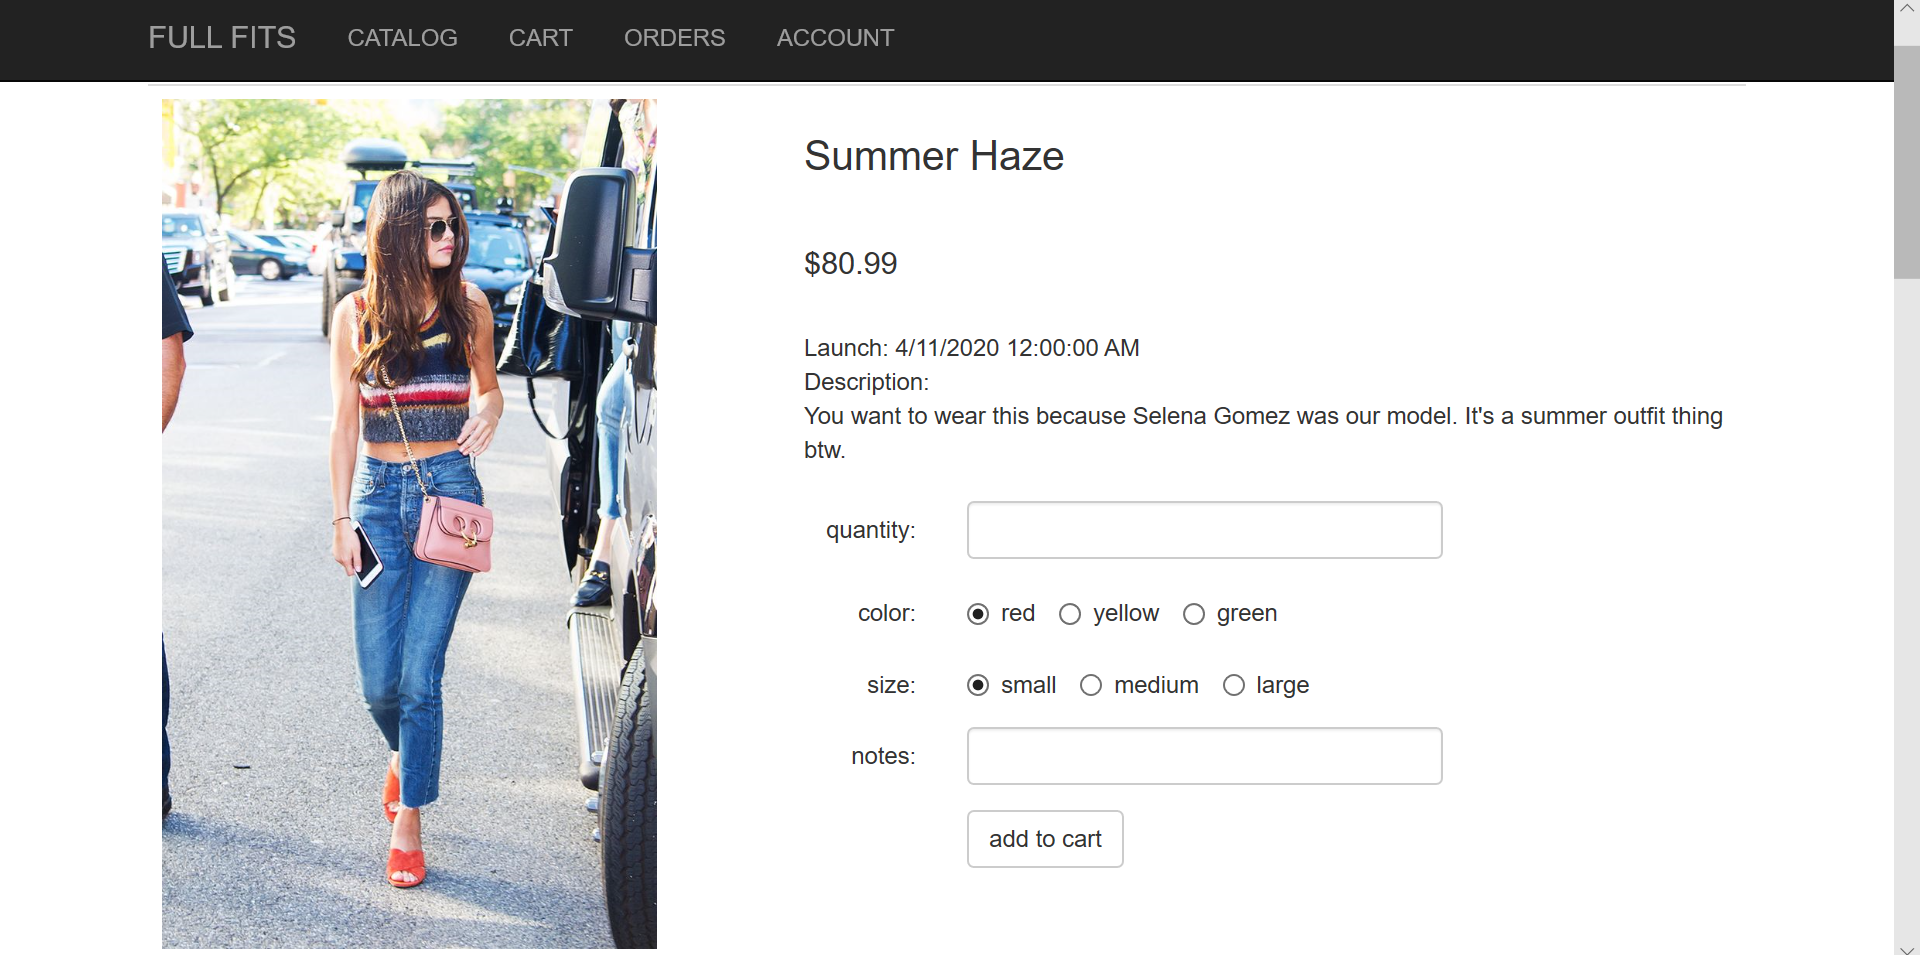 FULL FITS CATALOG CART ORDERS ACCOUNT
Summer Haze
$80.99
Launch: 4/11/2020 12:00:00 AM
Description:
You want to wear this because Selena Gomez was our model. It's a summer outfit thing
btw.
quantity:
color: red yellow green
size: small medium large
notes:
add to cart